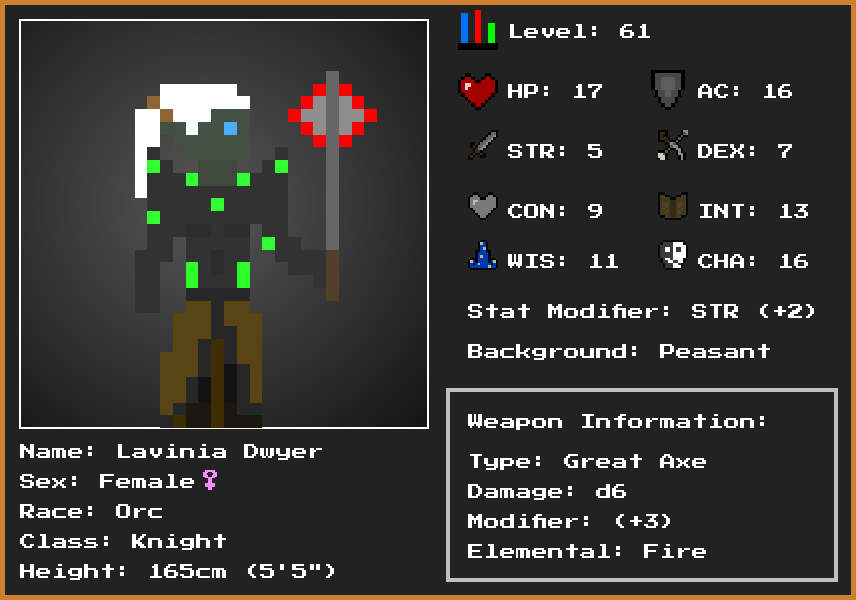 Level: 61
HP: 17 AC: 16
STR: 5 DEX: 7
CON: 9 INT: 13
WIS: 11 CHA: 16
Stat Modifier: STR (+2)
Background: Peasant
Weapon Information:
Type: Great Axe
Damage: d6
Modifier: (+3)
Elemental: Fire
Name: Lavinia Dwyer
Sex: Female♀
Race: Orc
Class: Knight
Height: 165cm (5'5")